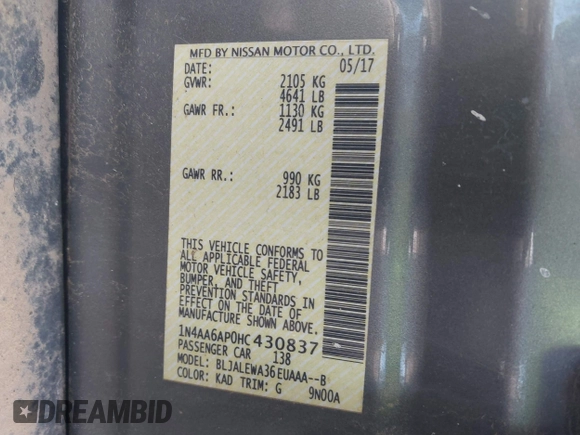 MFD BY NISSAN MOTOR CO., LTD.
DATE: 05/17
GVWR: 2105 KG
4641 LB
GAWR FR.: 1130 KG
2491 LB
GAWR RR.: 990 KG
2183 LB
THIS VEHICLE CONFORMS TO
ALL APPLICABLE FEDERAL
MOTOR VEHICLE SAFETY,
BUMPER, AND THEFT
PREVENTION STANDARDS IN
EFFECT ON THE DATE OF
MANUFACTURE SHOWN ABOVE.
1N4AA6AP0HC430837
PASSENGER CAR 138
MODEL: BLJALEWA36EUAAA--B
COLOR: KAD TRIM: G 9N00A
DREAMBID